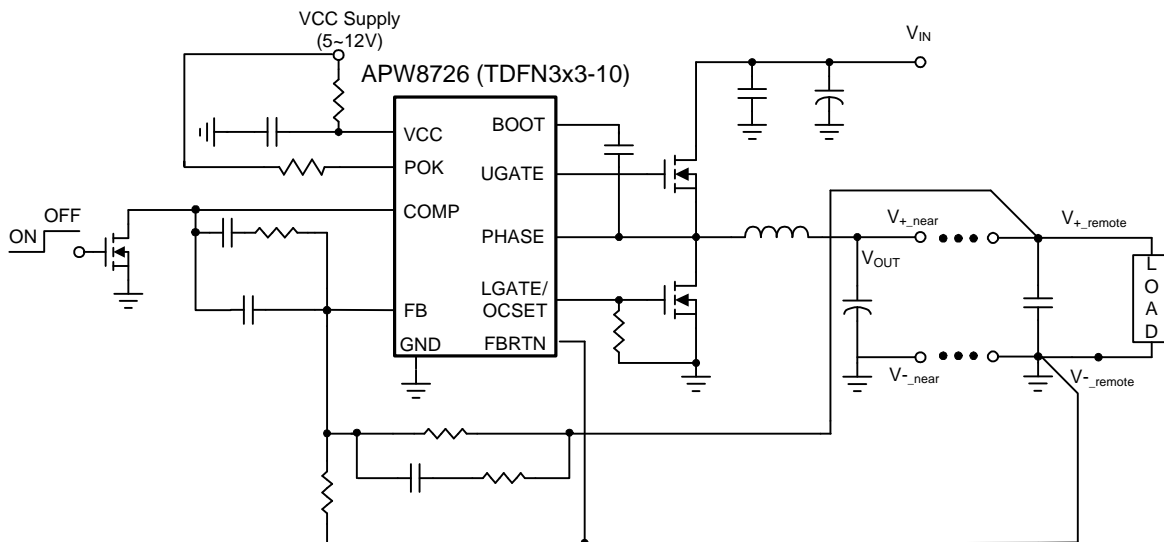 VCC Supply
(5~12V)
APW8726 (TDFN3x3-10)
VIN
VCC
BOOT
POK
UGATE
OFF
ON
COMP
PHASE
V+_near
V+_remote
VOUT
LOAD
LGATE/
OCSET
FB
FBRTN
GND
V-_near
V-_remote